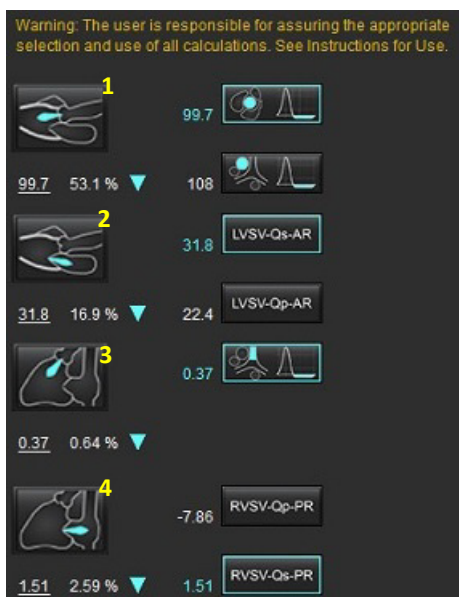 Warning: The user is responsible for assuring the appropriate
selection and use of all calculations. See Instructions for Use.
1
99.7
99.7 53.1 % 108
2
31.8 LVSV-Qs-AR
31.8 16.9 % 22.4 LVSV-Qp-AR
3
0.37
0.37 0.64 %
4
-7.86 RVSV-Qp-PR
1.51 2.59 % 1.51 RVSV-Qs-PR